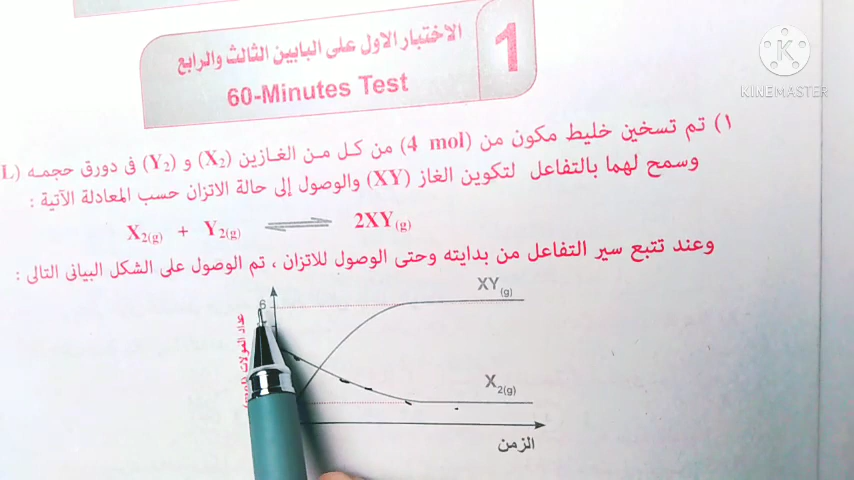 الاختبار الاول على البابين الثالث والرابع
60-Minutes Test
1
KINEMASTER
١) تم تسخين خليط مكون من (4 mol) من كل من الغازين (X₂) و (Y₂) فى دورق حجمه (L
وسمح لهما بالتفاعل لتكوين الغاز (XY) والوصول إلى حالة الاتزان حسب المعادلة الآتية :
X₂(g) + Y₂(g) ⇌ 2XY(g)
وعند تتبع سير التفاعل من بدايته وحتى الوصول للاتزان ، تم الوصول على الشكل البيانى التالى :
XY(g)
6
عداد المولات
X₂(g)
الزمن